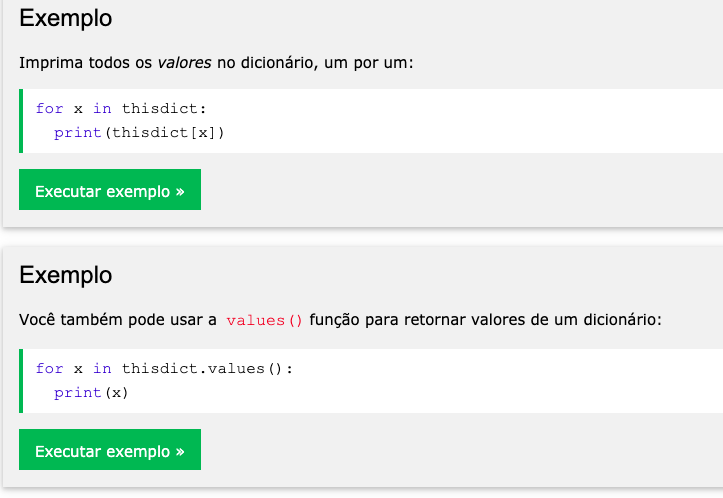 Exemplo
Imprima todos os valores no dicionário, um por um:
for x in thisdict:
  print(thisdict[x])
Executar exemplo »
Exemplo
Você também pode usar a values() função para retornar valores de um dicionário:
for x in thisdict.values():
  print(x)
Executar exemplo »